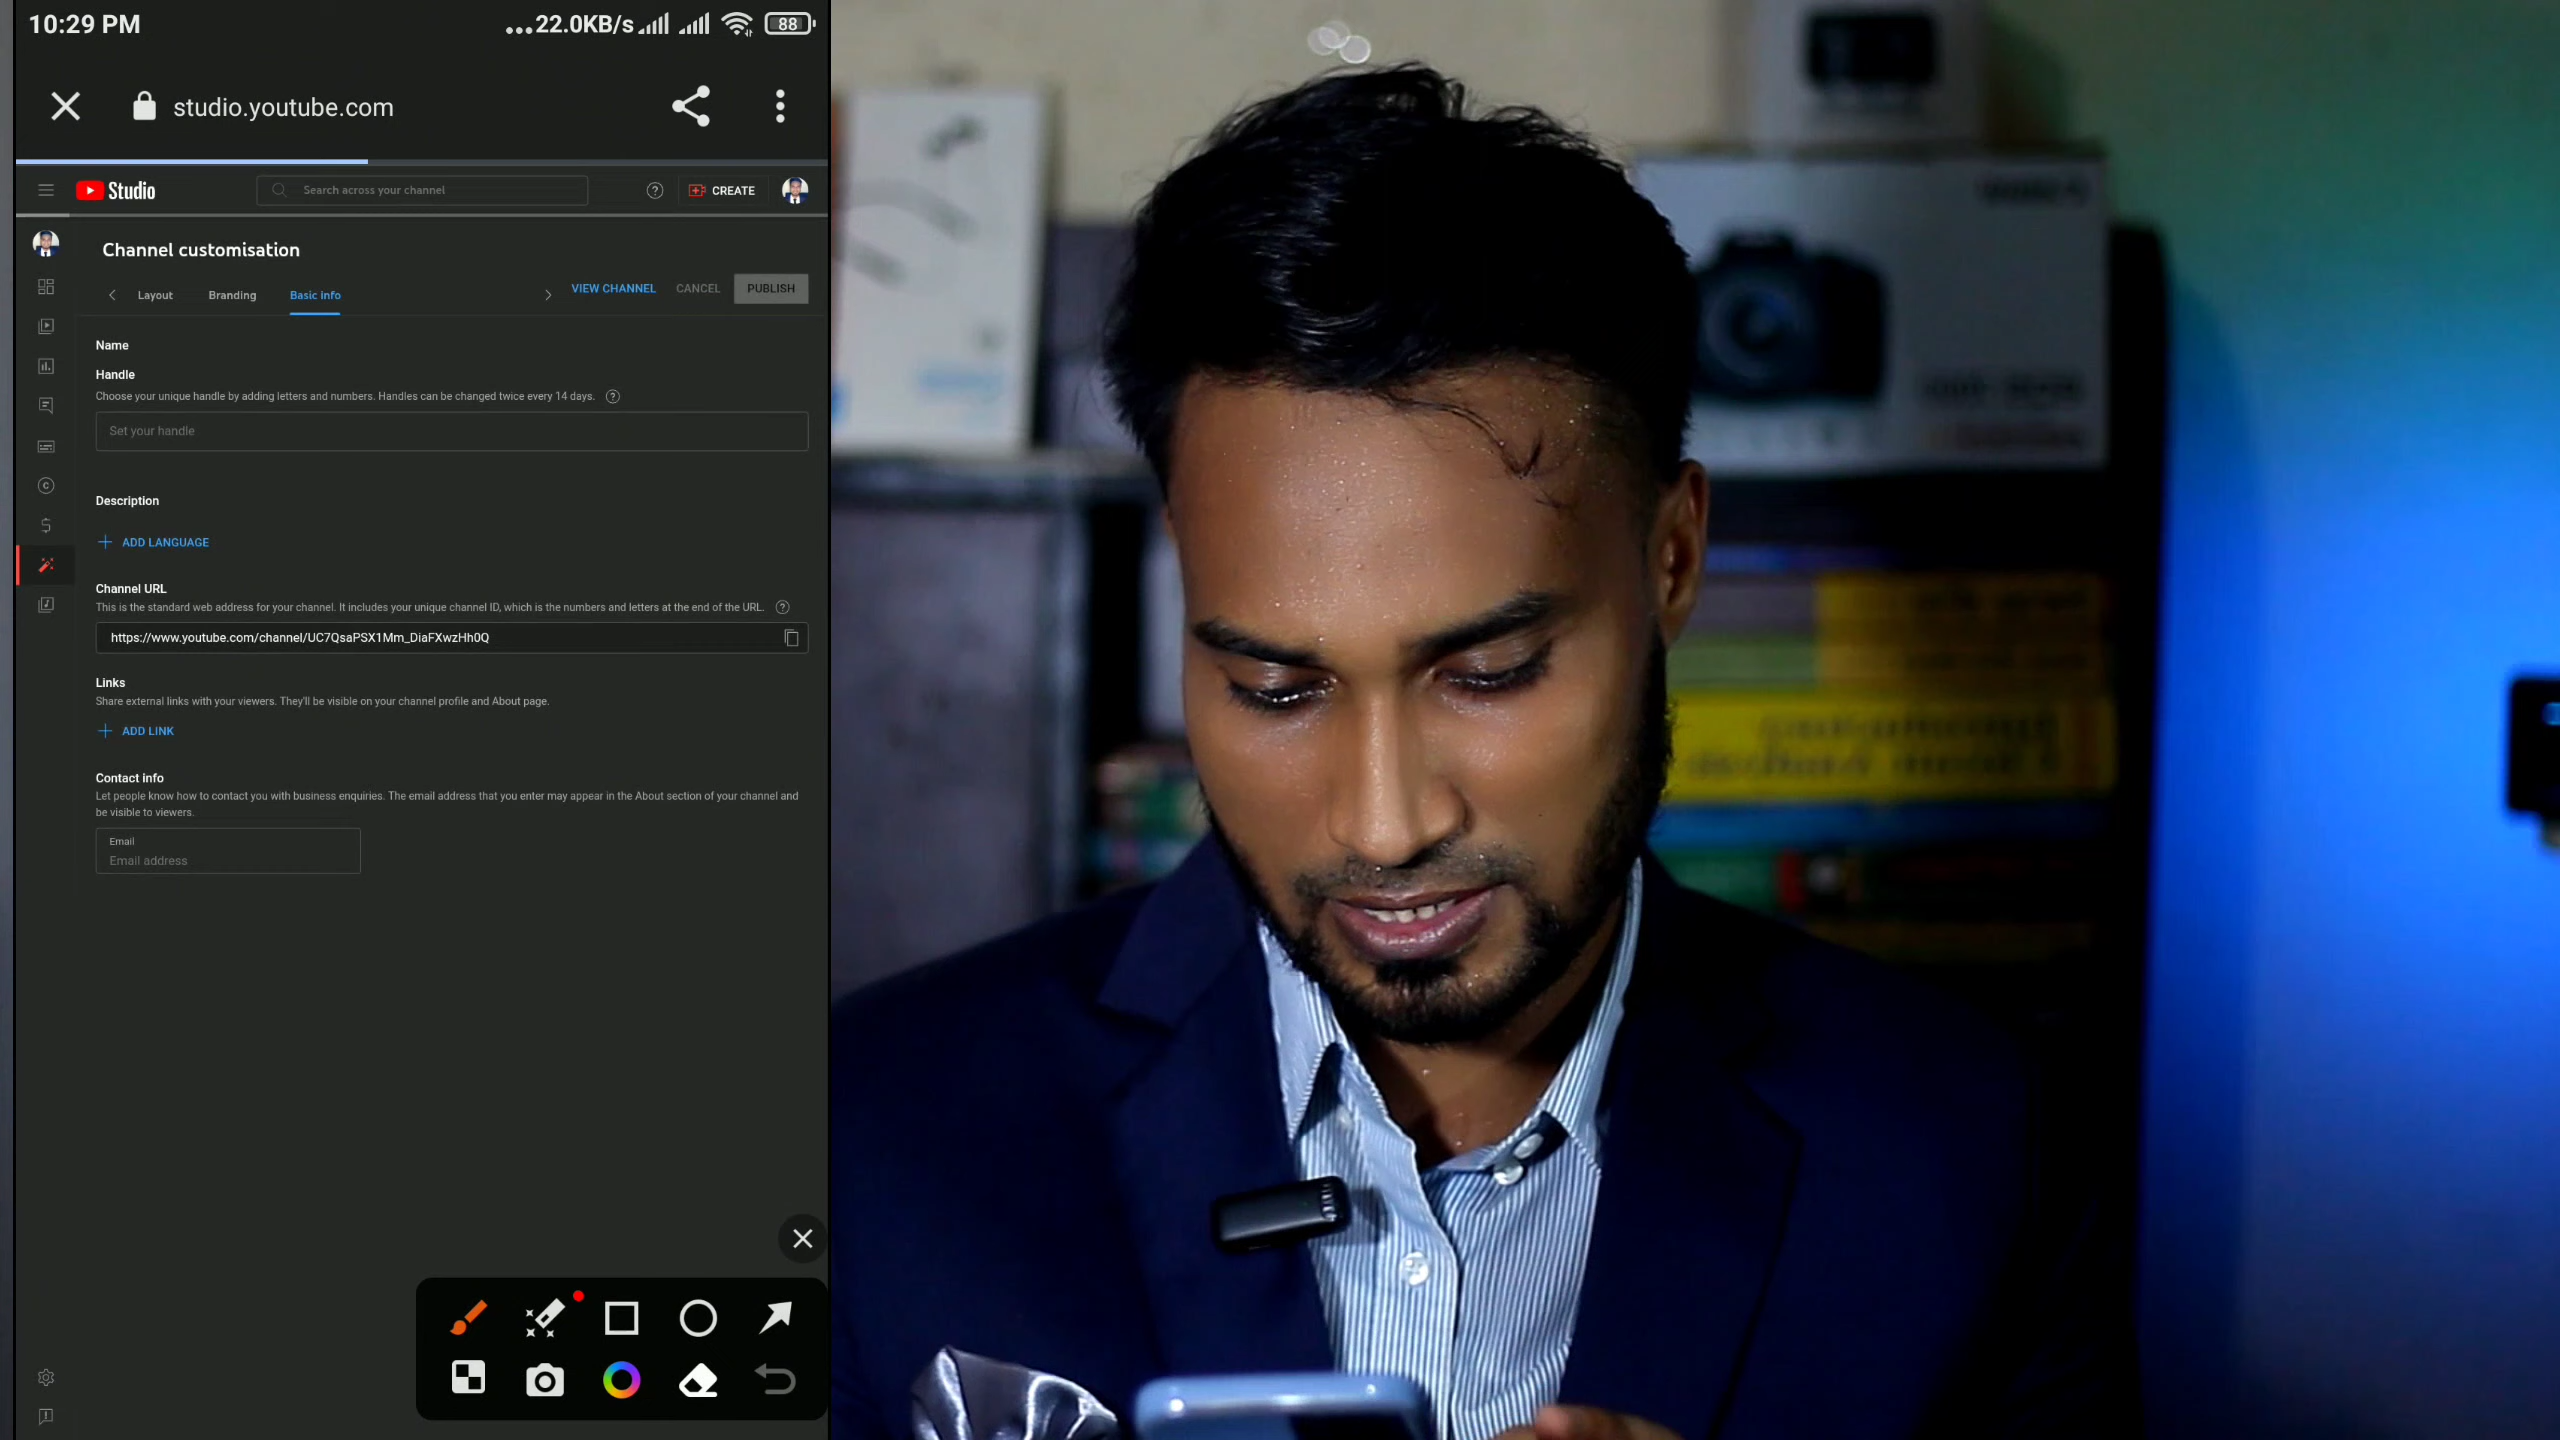 10:29 PM
...22.0KB/s
88
studio.youtube.com
Studio
Search across your channel
CREATE
Channel customisation
Layout
Branding
Basic info
VIEW CHANNEL
CANCEL
PUBLISH
Name
Handle
Choose your unique handle by adding letters and numbers. Handles can be changed twice every 14 days.
Set your handle
Description
ADD LANGUAGE
Channel URL
This is the standard web address for your channel. It includes your unique channel ID, which is the numbers and letters at the end of the URL.
https://www.youtube.com/channel/UC7QsaPSX1Mm_DiaFXwzHh0Q
Links
Share external links with your viewers. They'll be visible on your channel profile and About page.
ADD LINK
Contact info
Let people know how to contact you with business enquiries. The email address that you enter may appear in the About section of your channel and
be visible to viewers.
Email
Email address